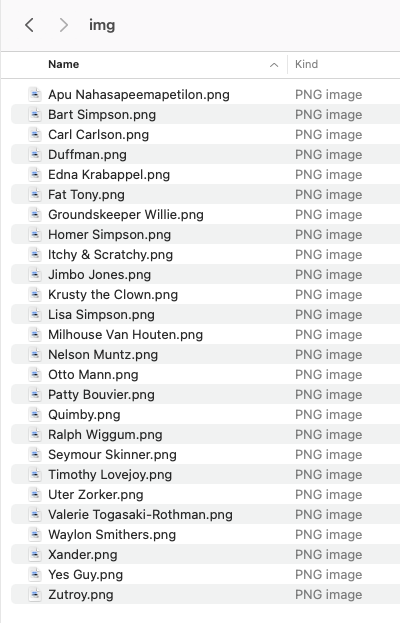 img
Name Kind
Apu Nahasapeemapetilon.png PNG image
Bart Simpson.png PNG image
Carl Carlson.png PNG image
Duffman.png PNG image
Edna Krabappel.png PNG image
Fat Tony.png PNG image
Groundskeeper Willie.png PNG image
Homer Simpson.png PNG image
Itchy & Scratchy.png PNG image
Jimbo Jones.png PNG image
Krusty the Clown.png PNG image
Lisa Simpson.png PNG image
Milhouse Van Houten.png PNG image
Nelson Muntz.png PNG image
Otto Mann.png PNG image
Patty Bouvier.png PNG image
Quimby.png PNG image
Ralph Wiggum.png PNG image
Seymour Skinner.png PNG image
Timothy Lovejoy.png PNG image
Uter Zorker.png PNG image
Valerie Togasaki-Rothman.png PNG image
Waylon Smithers.png PNG image
Xander.png PNG image
Yes Guy.png PNG image
Zutroy.png PNG image